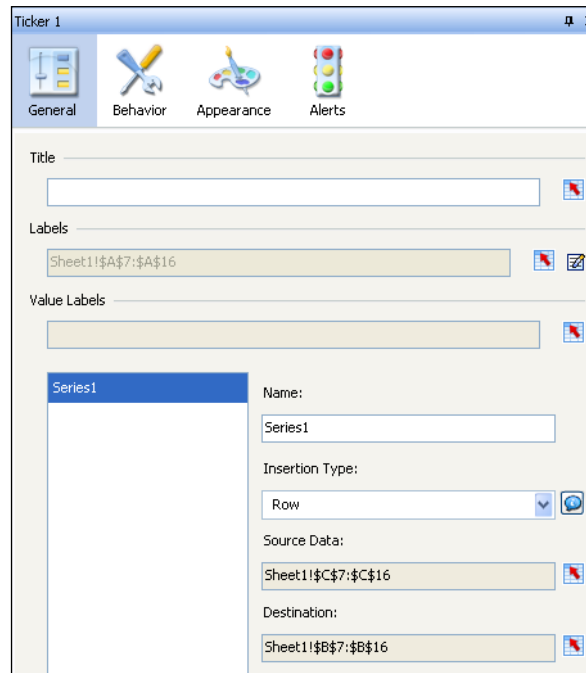 Ticker 1
General Behavior Appearance Alerts
Title
Labels
Sheet1!$A$7:$A$16
Value Labels
Series1
Name:
Series1
Insertion Type:
Row
Source Data:
Sheet1!$C$7:$C$16
Destination:
Sheet1!$B$7:$B$16